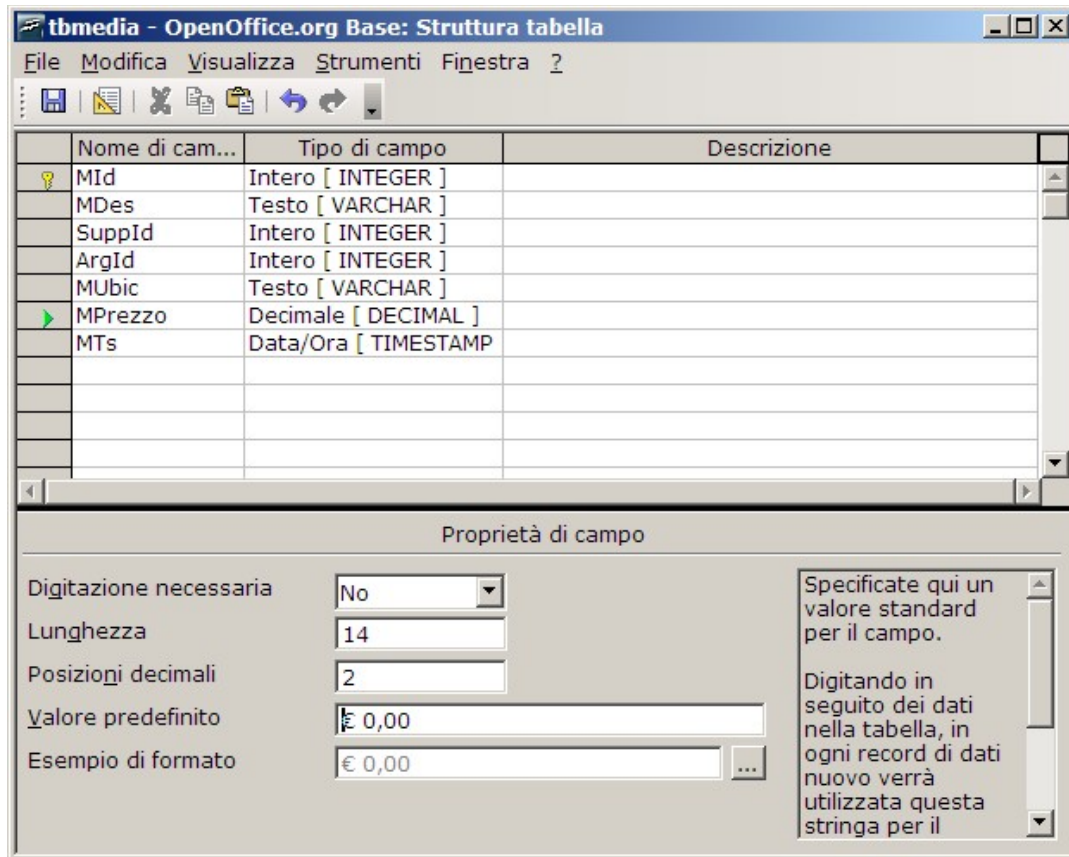 tbmedia - OpenOffice.org Base: Struttura tabella
File Modifica Visualizza Strumenti Finestra ?
Nome di cam... Tipo di campo Descrizione
MId Intero [ INTEGER ]
MDes Testo [ VARCHAR ]
SuppId Intero [ INTEGER ]
ArgId Intero [ INTEGER ]
MUbic Testo [ VARCHAR ]
MPrezzo Decimale [ DECIMAL ]
MTs Data/Ora [ TIMESTAMP
Proprietà di campo
Digitazione necessaria No
Lunghezza 14
Posizioni decimali 2
Valore predefinito € 0,00
Esempio di formato € 0,00 ...
Specificate qui un
valore standard
per il campo.
Digitando in
seguito dei dati
nella tabella, in
ogni record di dati
nuovo verrà
utilizzata questa
stringa per il